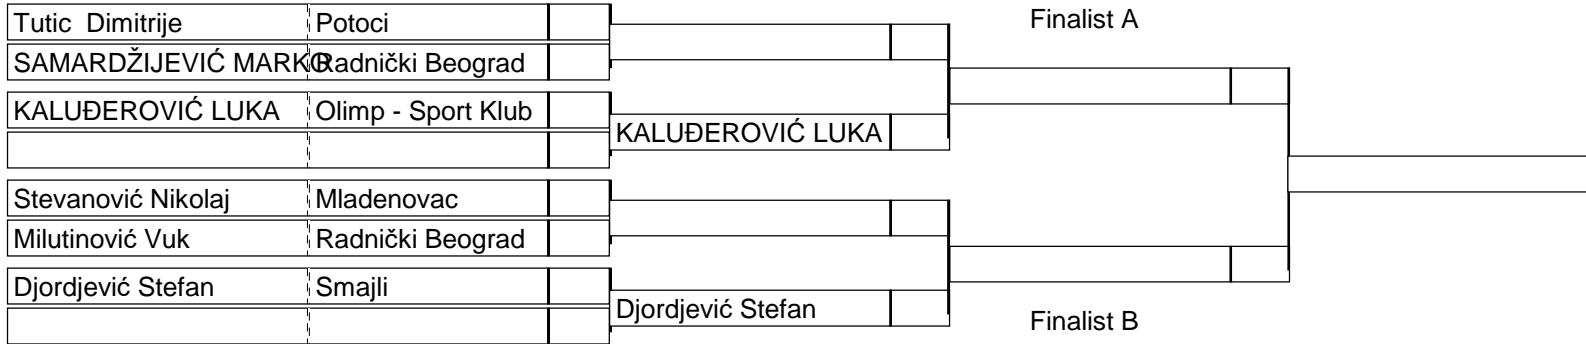 Tutic  Dimitrije Potoci
SAMARDŽIJEVIĆ MARKO Radnički Beograd
KALUĐEROVIĆ LUKA Olimp - Sport Klub
Stevanović Nikolaj Mladenovac
Milutinović Vuk Radnički Beograd
Djordjević Stefan Smajli
KALUĐEROVIĆ LUKA
Djordjević Stefan
Finalist A
Finalist B